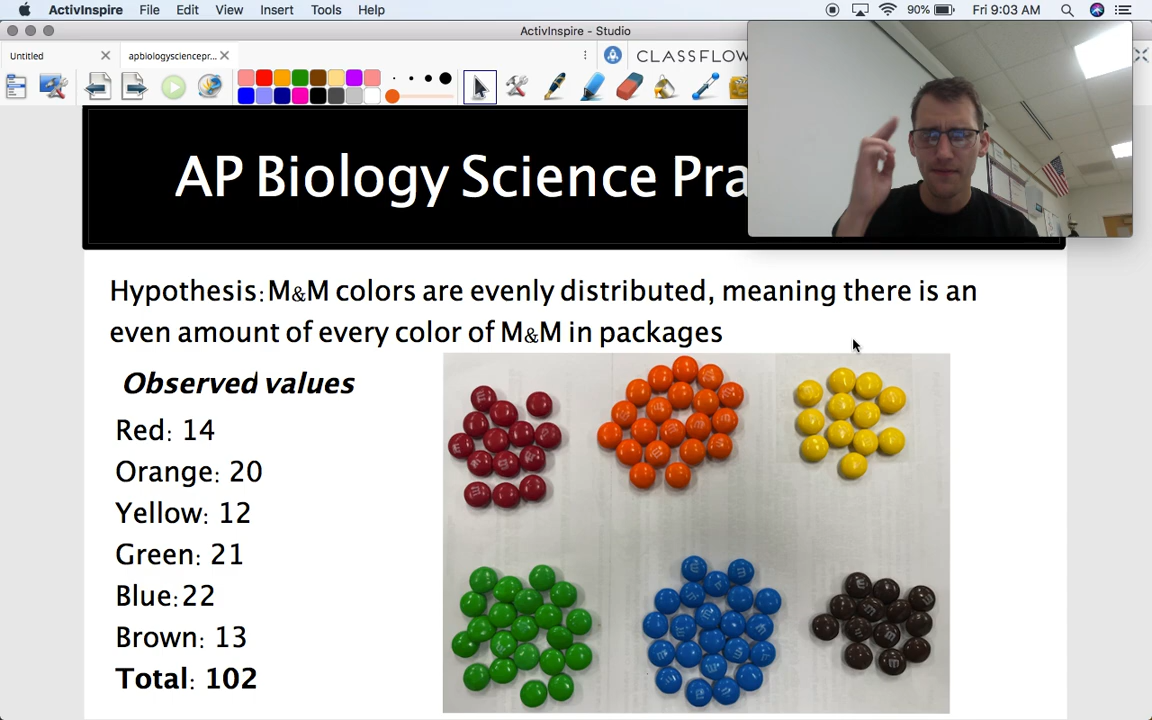 ActivInspire File Edit View Insert Tools Help 90% Fri 9:03 AM
ActivInspire - Studio
Untitled apbiologysciencepr...
CLASSFLOW
AP Biology Science Pra
Hypothesis: M&M colors are evenly distributed, meaning there is an
even amount of every color of M&M in packages
Observed values
Red: 14
Orange: 20
Yellow: 12
Green: 21
Blue:22
Brown: 13
Total: 102